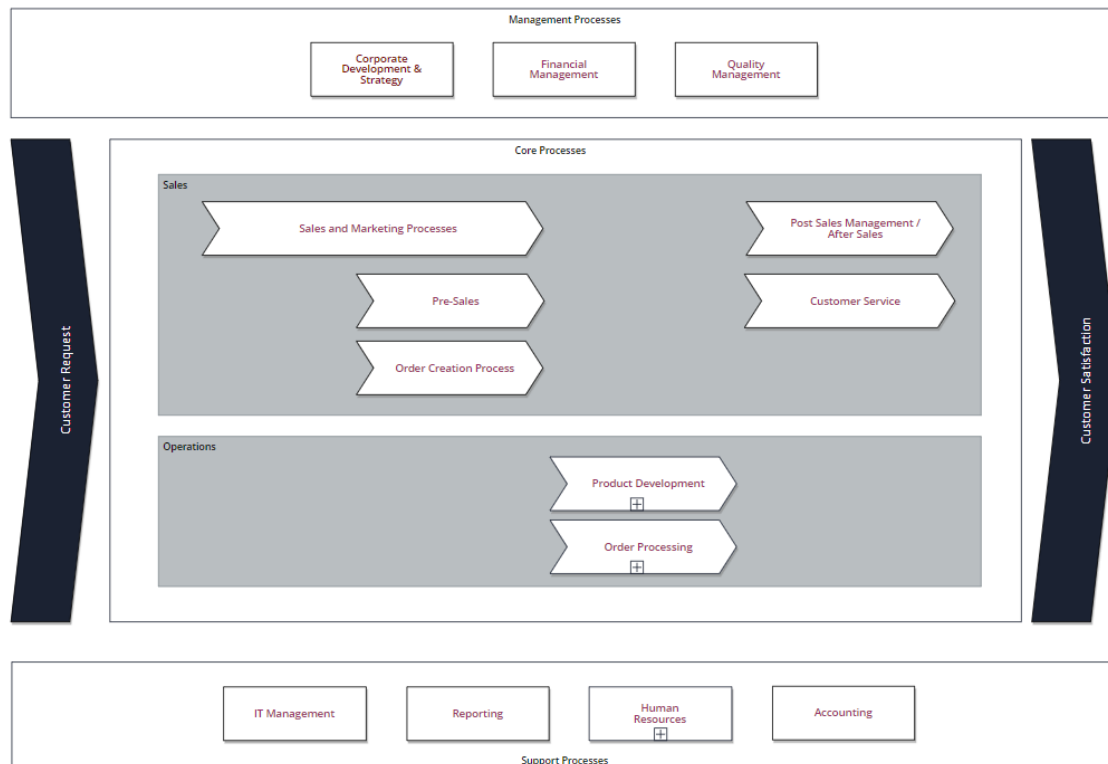 Management Processes
Corporate
Development &
Strategy
Financial
Management
Quality
Management
Customer Request
Core Processes
Sales
Sales and Marketing Processes
Post Sales Management /
After Sales
Pre-Sales
Customer Service
Order Creation Process
Operations
Product Development
Order Processing
Customer Satisfaction
IT Management
Reporting
Human
Resources
Accounting
Support Processes